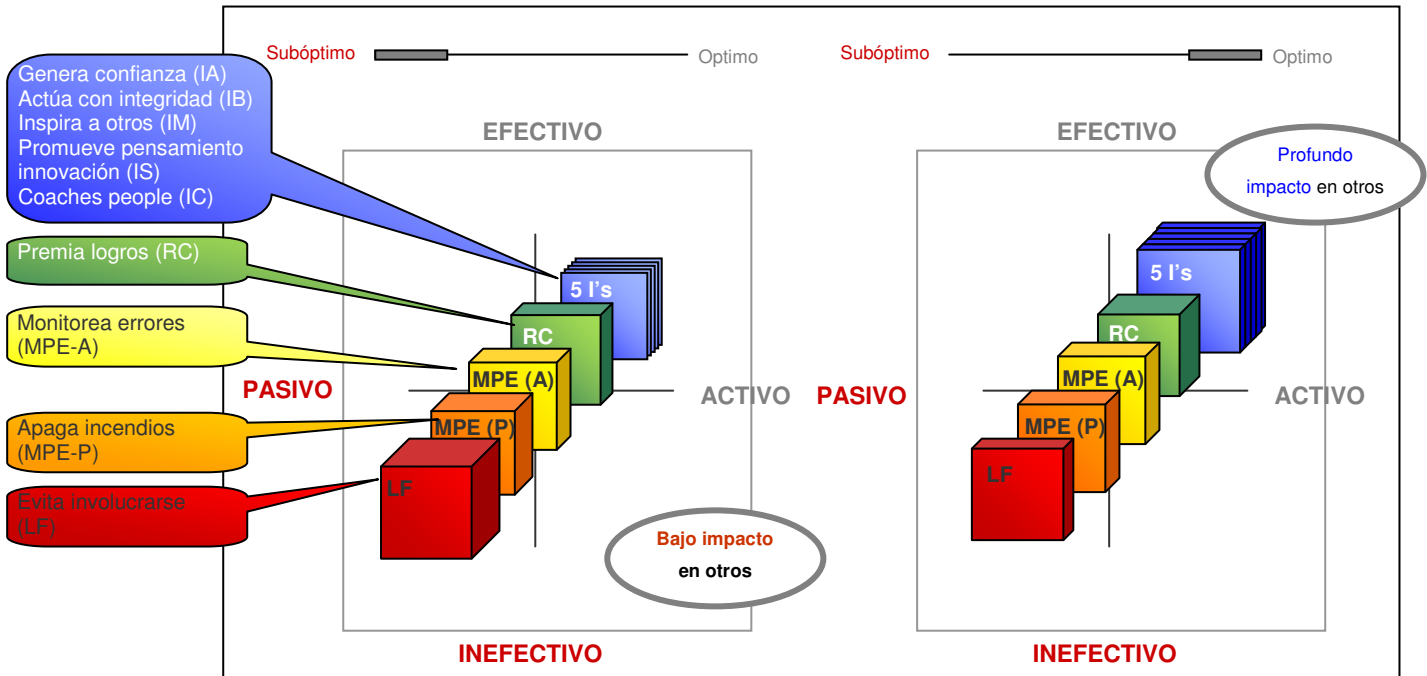 Subóptimo
Optimo
Subóptimo
Optimo
Genera confianza (IA)
Actúa con integridad (IB)
Inspira a otros (IM)
Promueve pensamiento
innovación (IS)
Coaches people (IC)
Premia logros (RC)
Monitorea errores
(MPE-A)
Apaga incendios
(MPE-P)
Evita involucrarse
(LF)
EFECTIVO
5 I's
RC
MPE (A)
MPE (P)
LF
PASIVO
ACTIVO
Bajo impacto
en otros
INEFECTIVO
EFECTIVO
Profundo
impacto en otros
5 I's
RC
MPE (A)
MPE (P)
LF
PASIVO
ACTIVO
INEFECTIVO